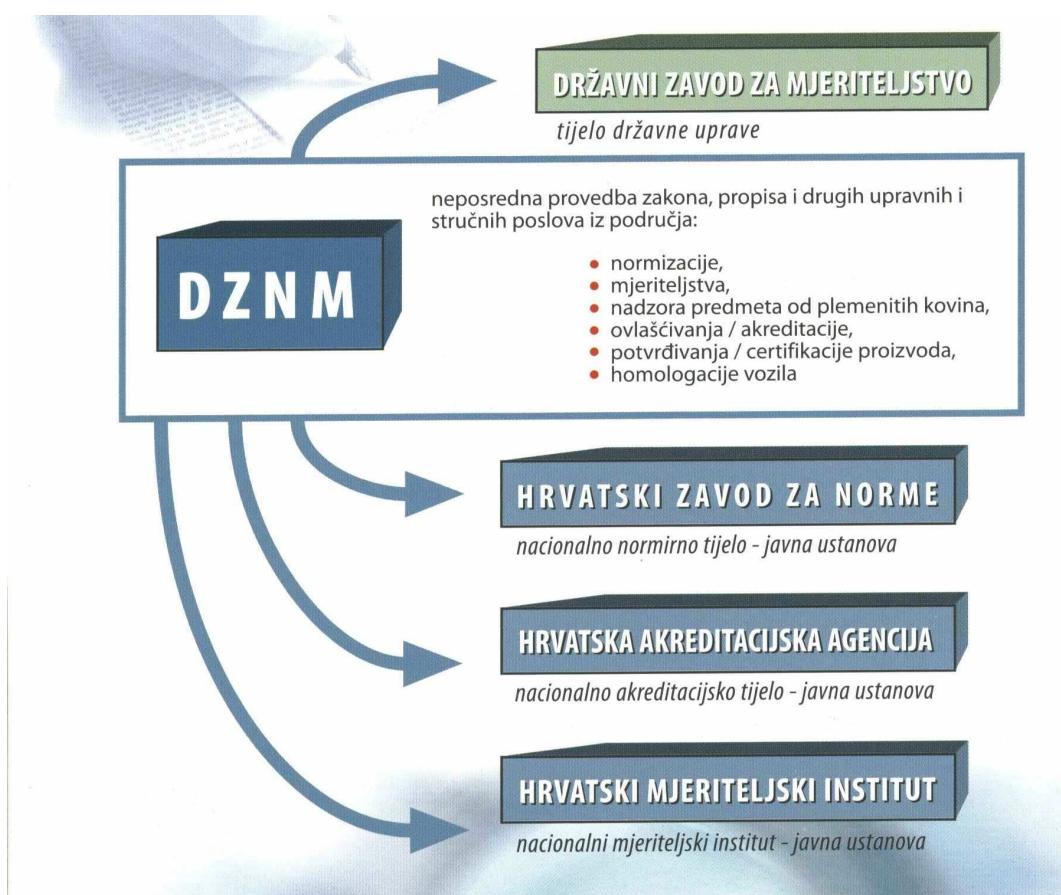 DRŽAVNI ZAVOD ZA MJERITELJSTVO
tijelo državne uprave
DZNM
neposredna provedba zakona, propisa i drugih upravnih i
stručnih poslova iz područja:
• normizacije,
• mjeriteljstva,
• nadzora predmeta od plemenitih kovina,
• ovlašćivanja / akreditacije,
• potvrđivanja / certifikacije proizvoda,
• homologacije vozila
HRVATSKI ZAVOD ZA NORME
nacionalno normirno tijelo - javna ustanova
HRVATSKA AKREDITACIJSKA AGENCIJA
nacionalno akreditacijsko tijelo - javna ustanova
HRVATSKI MJERITELJSKI INSTITUT
nacionalni mjeriteljski institut - javna ustanova